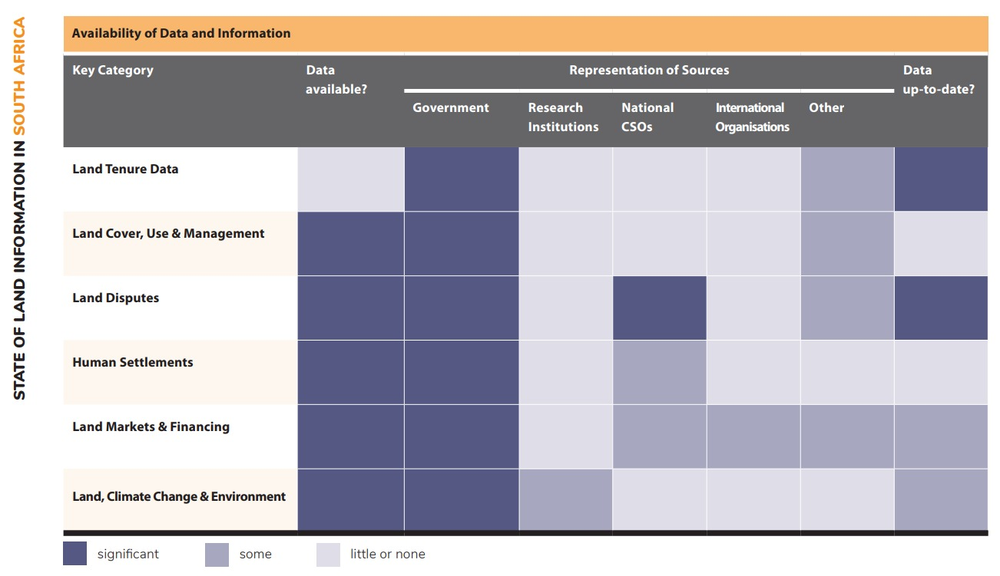 STATE OF LAND INFORMATION IN SOUTH AFRICA
Availability of Data and Information
Key Category
Data
available?
Representation of Sources
Data
up-to-date?
Government
Research
Institutions
National
CSOs
International
Organisations
Other
Land Tenure Data
Land Cover, Use & Management
Land Disputes
Human Settlements
Land Markets & Financing
Land, Climate Change & Environment
significant
some
little or none